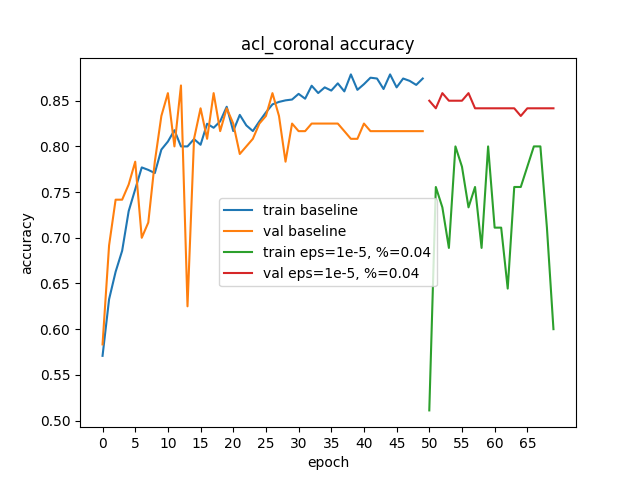 acl_coronal accuracy
accuracy
0.85
0.80
0.75
0.70
0.65
0.60
0.55
0.50
train baseline
val baseline
train eps=1e-5, %=0.04
val eps=1e-5, %=0.04
0 5 10 15 20 25 30 35 40 45 50 55 60 65
epoch